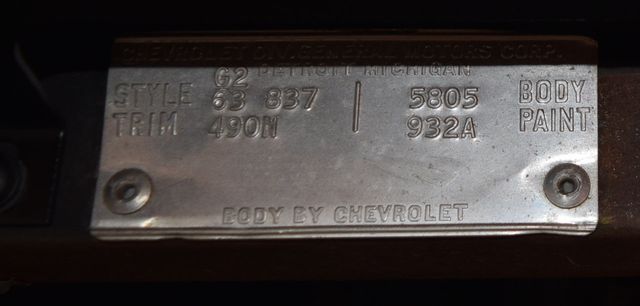 CHEVROLET DIV. GENERAL MOTORS CORP.
DETROIT MICHIGAN
G2
STYLE 63 837 | 5805 BODY
TRIM 490N 932A PAINT
BODY BY CHEVROLET